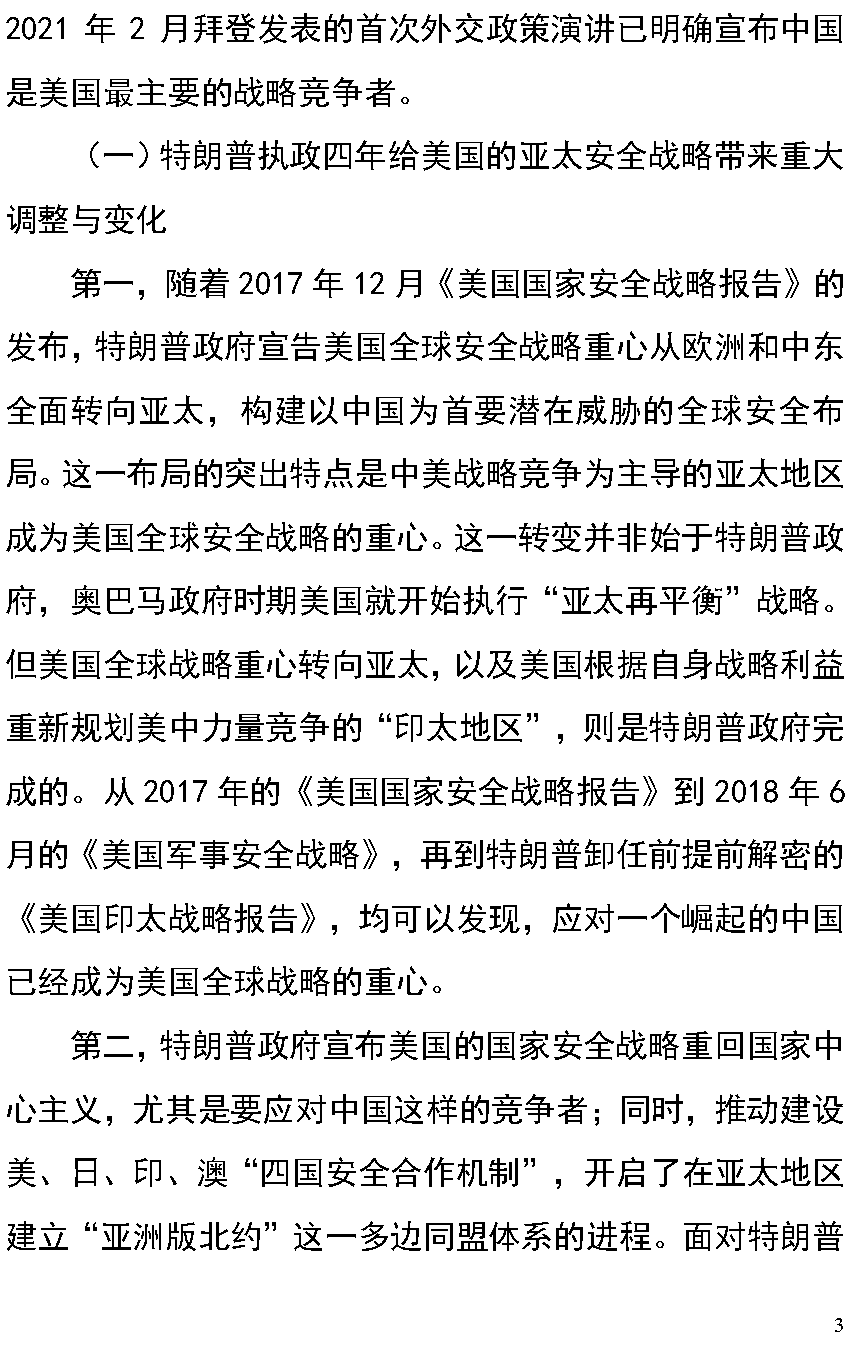 2021 年 2 月拜登发表的首次外交政策演讲已明确宣布中国
是美国最主要的战略竞争者。
（一）特朗普执政四年给美国的亚太安全战略带来重大
调整与变化
第一，随着 2017 年 12 月《美国国家安全战略报告》的
发布，特朗普政府宣告美国全球安全战略重心从欧洲和中东
全面转向亚太，构建以中国为首要潜在威胁的全球安全布
局。这一布局的突出特点是中美战略竞争为主导的亚太地区
成为美国全球安全战略的重心。这一转变并非始于特朗普政
府，奥巴马政府时期美国就开始执行“亚太再平衡”战略。
但美国全球战略重心转向亚太，以及美国根据自身战略利益
重新规划美中力量竞争的“印太地区”，则是特朗普政府完
成的。从 2017 年的《美国国家安全战略报告》到 2018 年 6
月的《美国军事安全战略》，再到特朗普卸任前提前解密的
《美国印太战略报告》，均可以发现，应对一个崛起的中国
已经成为美国全球战略的重心。
第二，特朗普政府宣布美国的国家安全战略重回国家中
心主义，尤其是要应对中国这样的竞争者；同时，推动建设
美、日、印、澳“四国安全合作机制”，开启了在亚太地区
建立“亚洲版北约”这一多边同盟体系的进程。面对特朗普
3